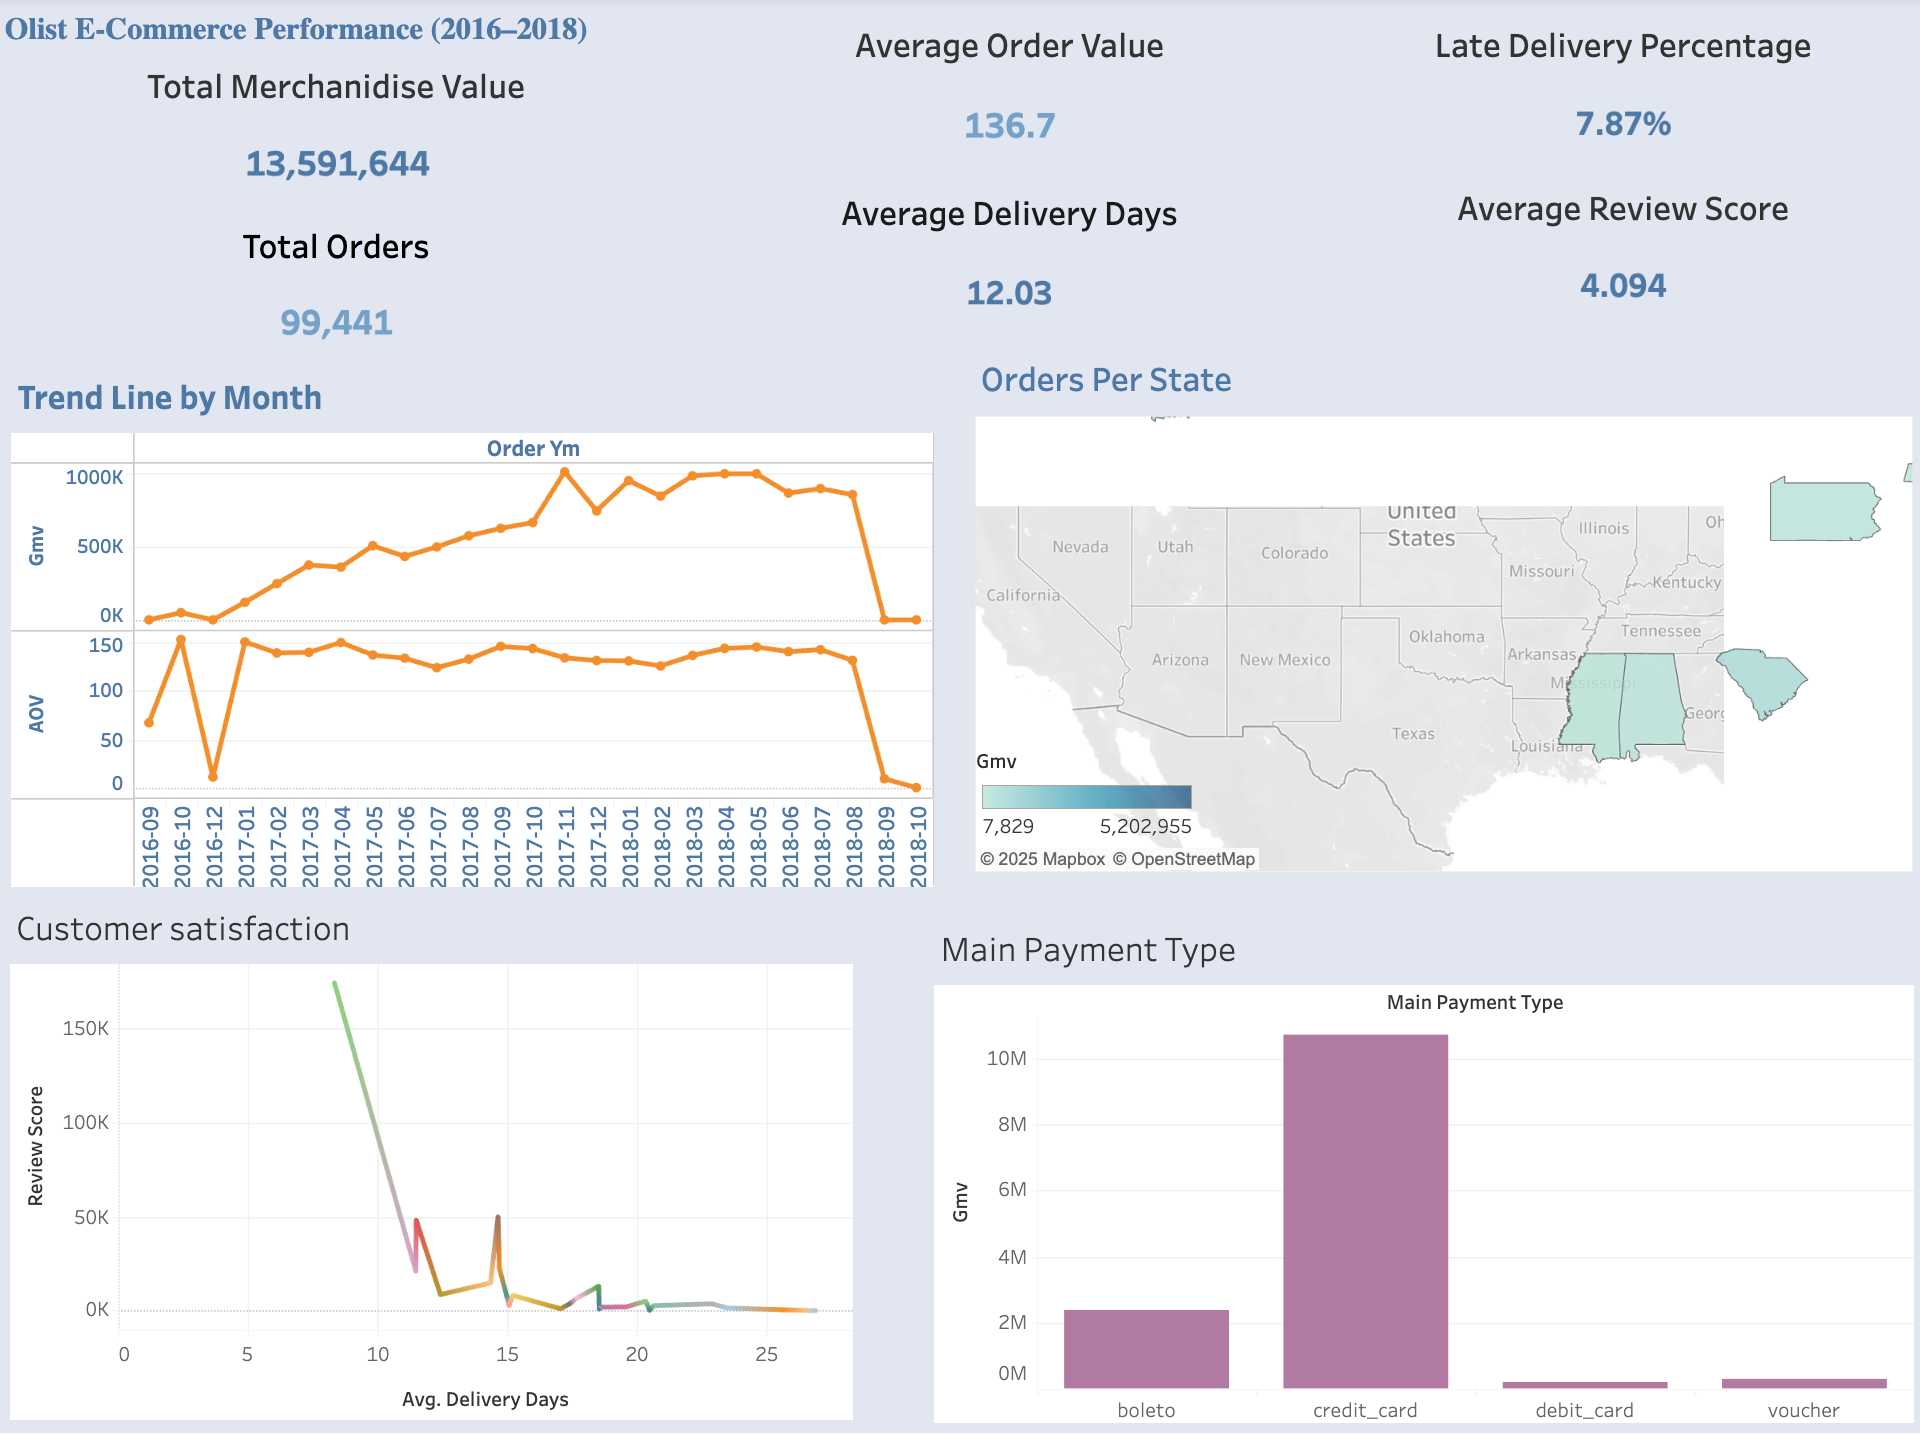 Olist E-Commerce Performance (2016–2018)
Total Merchanidise Value
13,591,644
Total Orders
99,441
Average Order Value
136.7
Average Delivery Days
12.03
Late Delivery Percentage
7.87%
Average Review Score
4.094
Trend Line by Month
Order Ym
Gmv
1000K
500K
0K
AOV
150
100
50
0
2016-09
2016-10
2016-12
2017-01
2017-02
2017-03
2017-04
2017-05
2017-06
2017-07
2017-08
2017-09
2017-10
2017-11
2017-12
2018-01
2018-02
2018-03
2018-04
2018-05
2018-06
2018-07
2018-08
2018-09
2018-10
Orders Per State
United
States
Illinois
Oh
Nevada
Utah
Colorado
Missouri
Kentucky
California
Tennessee
Oklahoma
Arkansas
Arizona
New Mexico
Mississippi
Georg
Texas
Louisiana
Gmv
7,829
5,202,955
© 2025 Mapbox © OpenStreetMap
Customer satisfaction
Review Score
150K
100K
50K
0K
0
5
10
15
20
25
Avg. Delivery Days
Main Payment Type
Main Payment Type
Gmv
10M
8M
6M
4M
2M
0M
boleto
credit_card
debit_card
voucher